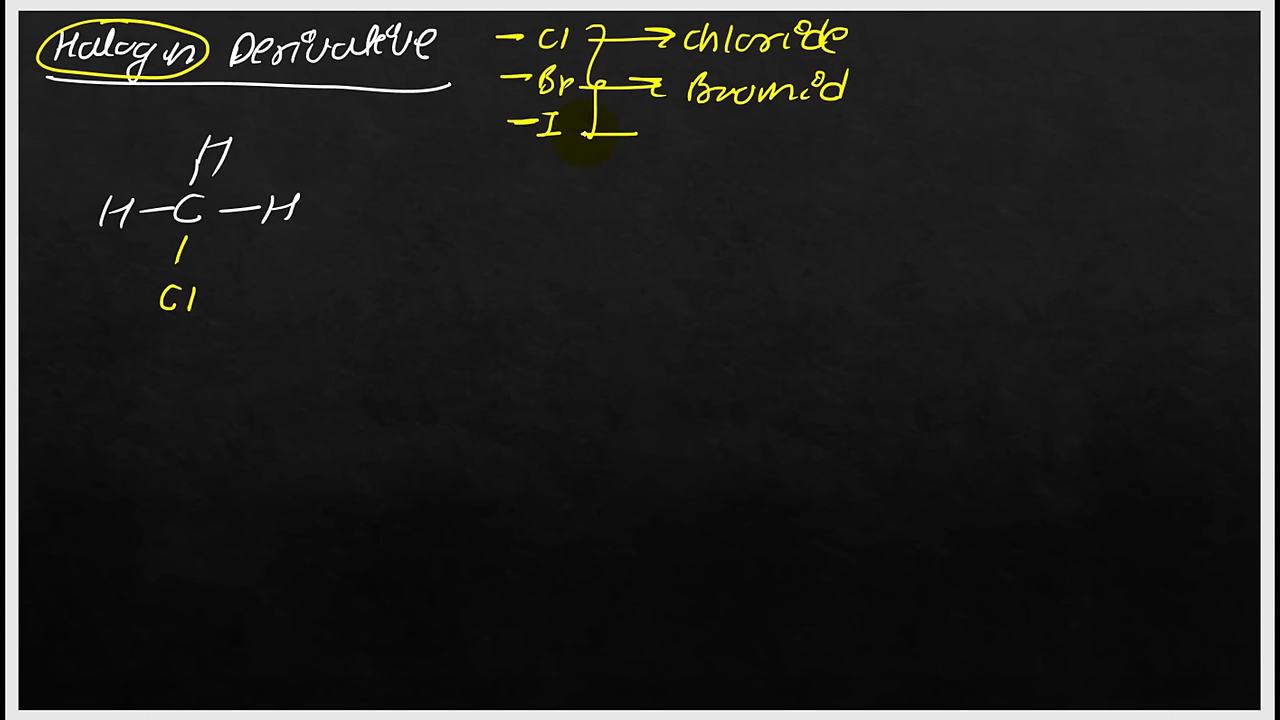 Halogen Derivative
- Cl → Chloride
- Br → Bromid
- I
H
H - C - H
Cl